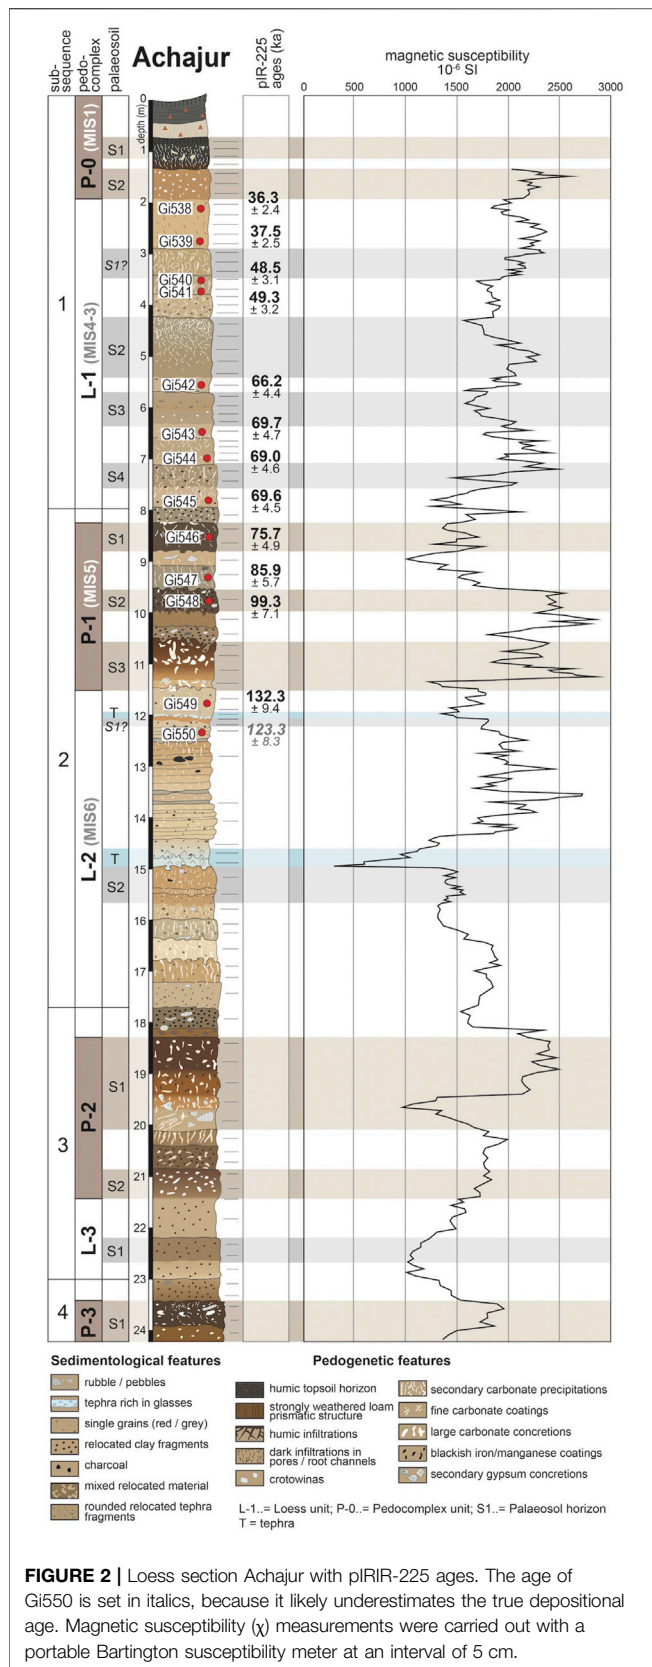 sub-
sequence
pedo-
complex
palaeosoil
Achajur
pIR-225
ages (ka)
magnetic susceptibility
10⁻⁶ SI
0 500 1000 1500 2000 2500 3000
depth (m)
0
1
2
3
4
5
6
7
8
9
10
11
12
13
14
15
16
17
18
19
20
21
22
23
24
1
2
3
4
P-0 (MIS1)
L-1 (MIS4-3)
P-1 (MIS5)
L-2 (MIS6)
P-2
L-3
P-3
S1
S2
S1?
S2
S3
S4
S1
S2
S3
T
S1?
T
S2
S1
S2
S1
S1
Gi538
Gi539
Gi540
Gi541
Gi542
Gi543
Gi544
Gi545
Gi546
Gi547
Gi548
Gi549
Gi550
36.3
± 2.4
37.5
± 2.5
48.5
± 3.1
49.3
± 3.2
66.2
± 4.4
69.7
± 4.7
69.0
± 4.6
69.6
± 4.5
75.7
± 4.9
85.9
± 5.7
99.3
± 7.1
132.3
± 9.4
123.3
± 8.3
Sedimentological features
rubble / pebbles
tephra rich in glasses
single grains (red / grey)
relocated clay fragments
charcoal
mixed relocated material
rounded relocated tephra
fragments
Pedogenetic features
humic topsoil horizon
strongly weathered loam
prismatic structure
humic infiltrations
dark infiltrations in
pores / root channels
crotowinas
secondary carbonate precipitations
fine carbonate coatings
large carbonate concretions
blackish iron/manganese coatings
secondary gypsum concretions
L-1..= Loess unit; P-0..= Pedocomplex unit; S1..= Palaeosol horizon
T = tephra
FIGURE 2 | Loess section Achajur with pIRIR-225 ages. The age of
Gi550 is set in italics, because it likely underestimates the true depositional
age. Magnetic susceptibility (χ) measurements were carried out with a
portable Bartington susceptibility meter at an interval of 5 cm.